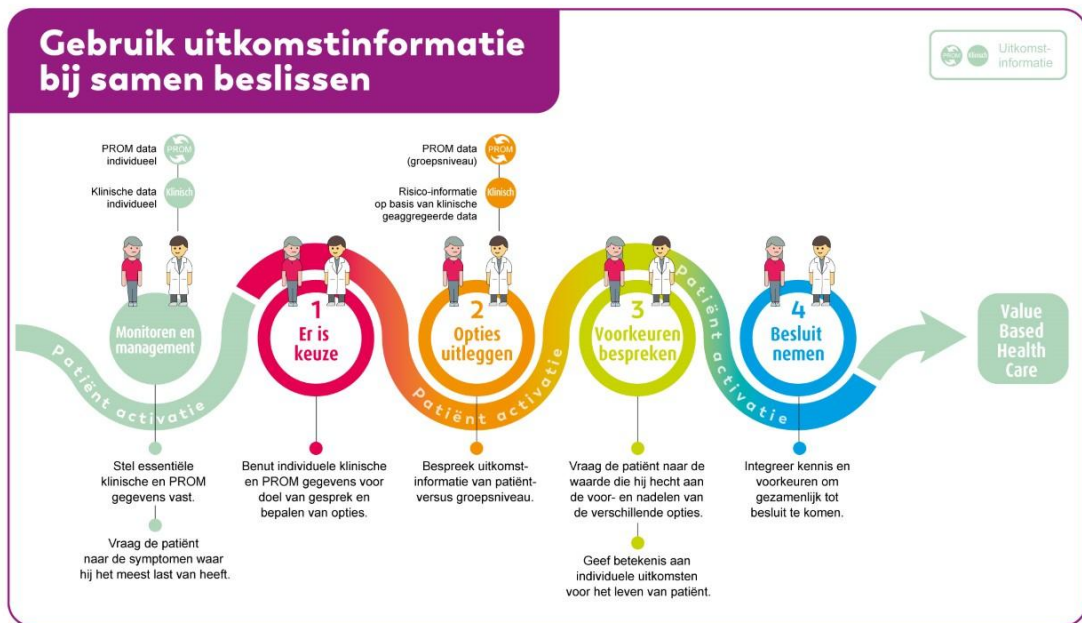 Gebruik uitkomstinformatie
bij samen beslissen
PROM
Klinisch
Uitkomst-
informatie
PROM data
individueel
PROM
Klinische data
individueel
Klinisch
PROM data
(groepsniveau)
PROM
Risico-informatie
op basis van klinische
geaggregeerde data
Klinisch
Monitoren en
management
Patiënt activatie
1
Er is
keuze
2
Opties
uitleggen
Patiënt activatie
3
Voorkeuren
bespreken
Patiënt activatie
4
Besluit
nemen
Value
Based
Health
Care
Stel essentiële
klinische en PROM
gegevens vast.
Vraag de patiënt
naar de symptomen waar
hij het meest last van heeft.
Benut individuele klinische
en PROM gegevens voor
doel van gesprek en
bepalen van opties.
Bespreek uitkomst-
informatie van patiënt-
versus groepsniveau.
Vraag de patiënt naar de
waarde die hij hecht aan
de voor- en nadelen van
de verschillende opties.
Geef betekenis aan
individuele uitkomsten
voor het leven van patiënt.
Integreer kennis en
voorkeuren om
gezamenlijk tot
besluit te komen.